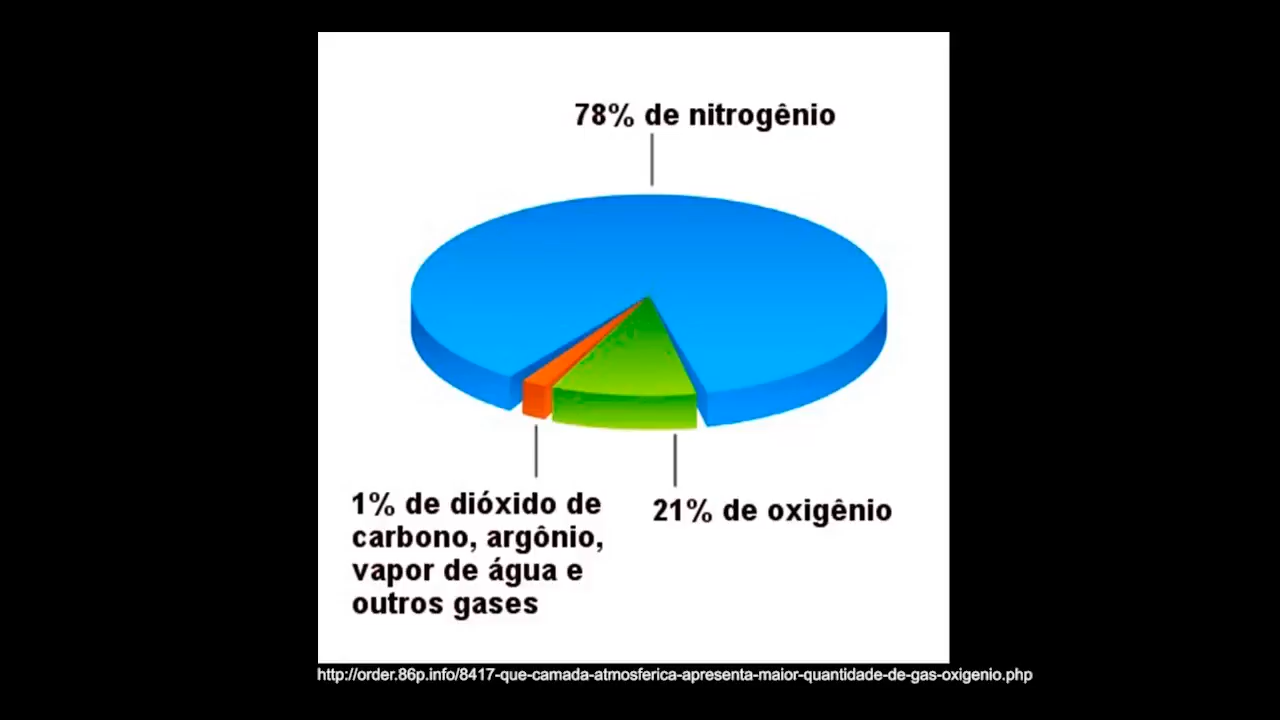 78% de nitrogênio
1% de dióxido de
carbono, argônio,
vapor de água e
outros gases
21% de oxigênio
http://order.86p.info/8417-que-camada-atmosferica-apresenta-maior-quantidade-de-gas-oxigenio.php